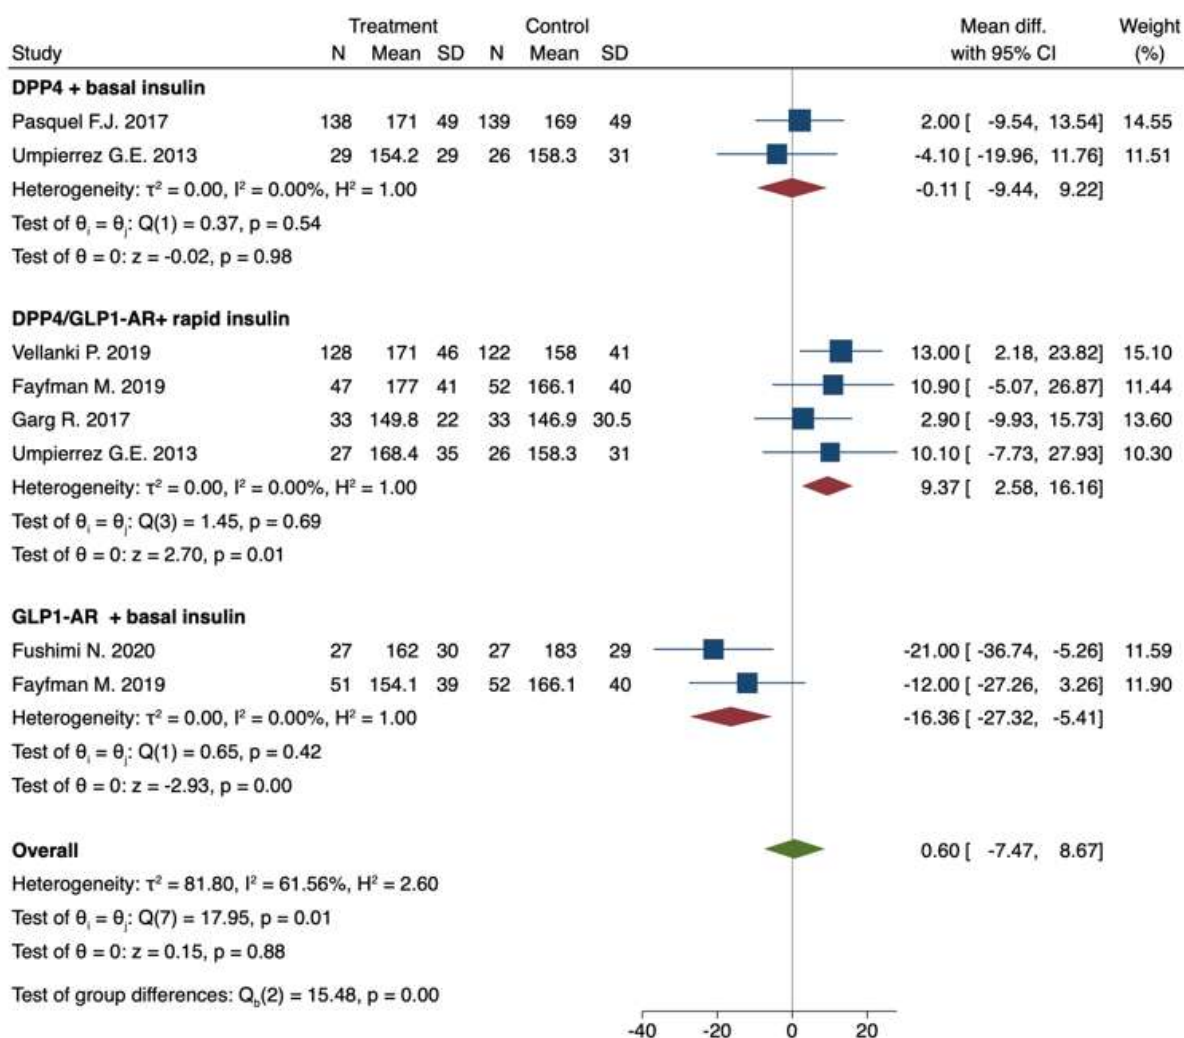 Treatment Control Mean diff. Weight
Study N Mean SD N Mean SD with 95% CI (%)
DPP4 + basal insulin
Pasquel F.J. 2017 138 171 49 139 169 49 2.00 [ -9.54, 13.54] 14.55
Umpierrez G.E. 2013 29 154.2 29 26 158.3 31 -4.10 [ -19.96, 11.76] 11.51
Heterogeneity: τ² = 0.00, I² = 0.00%, H² = 1.00 -0.11 [ -9.44, 9.22]
Test of θᵢ = θⱼ: Q(1) = 0.37, p = 0.54
Test of θ = 0: z = -0.02, p = 0.98
DPP4/GLP1-AR+ rapid insulin
Vellanki P. 2019 128 171 46 122 158 41 13.00 [ 2.18, 23.82] 15.10
Fayfman M. 2019 47 177 41 52 166.1 40 10.90 [ -5.07, 26.87] 11.44
Garg R. 2017 33 149.8 22 33 146.9 30.5 2.90 [ -9.93, 15.73] 13.60
Umpierrez G.E. 2013 27 168.4 35 26 158.3 31 10.10 [ -7.73, 27.93] 10.30
Heterogeneity: τ² = 0.00, I² = 0.00%, H² = 1.00 9.37 [ 2.58, 16.16]
Test of θᵢ = θⱼ: Q(3) = 1.45, p = 0.69
Test of θ = 0: z = 2.70, p = 0.01
GLP1-AR + basal insulin
Fushimi N. 2020 27 162 30 27 183 29 -21.00 [ -36.74, -5.26] 11.59
Fayfman M. 2019 51 154.1 39 52 166.1 40 -12.00 [ -27.26, 3.26] 11.90
Heterogeneity: τ² = 0.00, I² = 0.00%, H² = 1.00 -16.36 [ -27.32, -5.41]
Test of θᵢ = θⱼ: Q(1) = 0.65, p = 0.42
Test of θ = 0: z = -2.93, p = 0.00
Overall 0.60 [ -7.47, 8.67]
Heterogeneity: τ² = 81.80, I² = 61.56%, H² = 2.60
Test of θᵢ = θⱼ: Q(7) = 17.95, p = 0.01
Test of θ = 0: z = 0.15, p = 0.88
Test of group differences: Q_b(2) = 15.48, p = 0.00
-40 -20 0 20